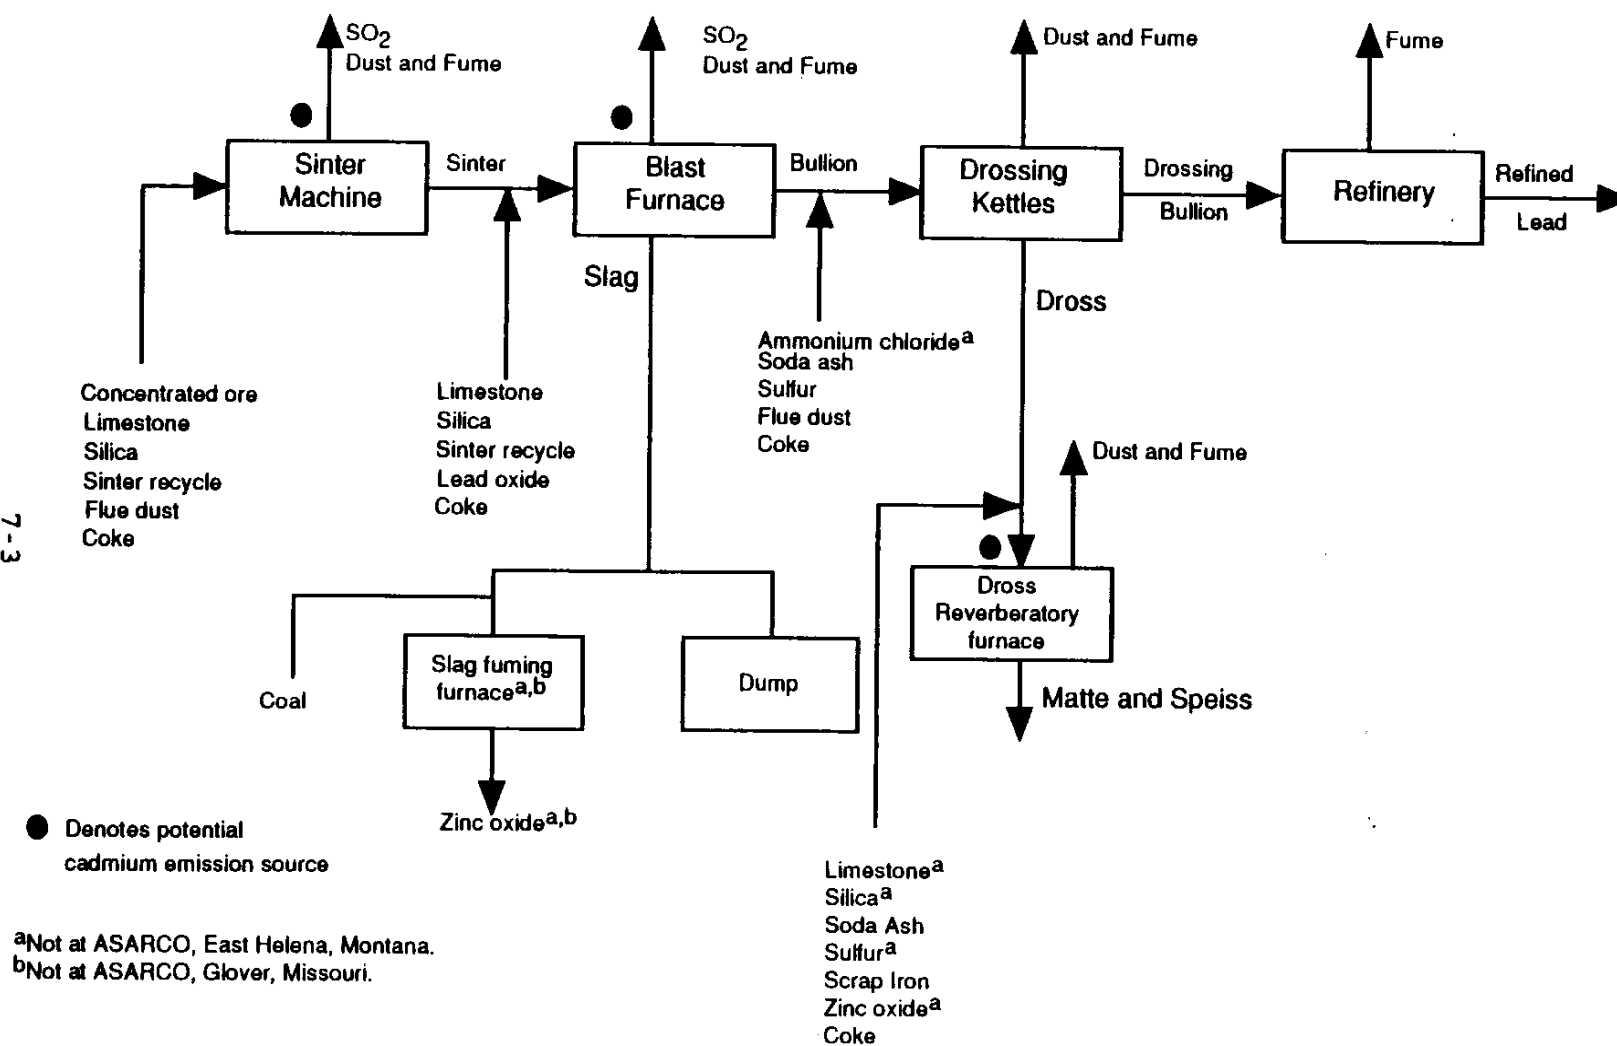 SO2
Dust and Fume
SO2
Dust and Fume
Dust and Fume
Fume
Sinter
Machine
Sinter
Blast
Furnace
Bullion
Drossing
Kettles
Drossing
Bullion
Refinery
Refined
Lead
Slag
Dross
Concentrated ore
Limestone
Silica
Sinter recycle
Flue dust
Coke
Limestone
Silica
Sinter recycle
Lead oxide
Coke
Ammonium chloridea
Soda ash
Sulfur
Flue dust
Coke
Dust and Fume
7-3
Dross
Reverberatory
furnace
Coal
Slag fuming
furnacea,b
Dump
Matte and Speiss
Zinc oxidea,b
Denotes potential
cadmium emission source
Limestonea
Silicaa
Soda Ash
Sulfura
Scrap Iron
Zinc oxidea
Coke
aNot at ASARCO, East Helena, Montana.
bNot at ASARCO, Glover, Missouri.